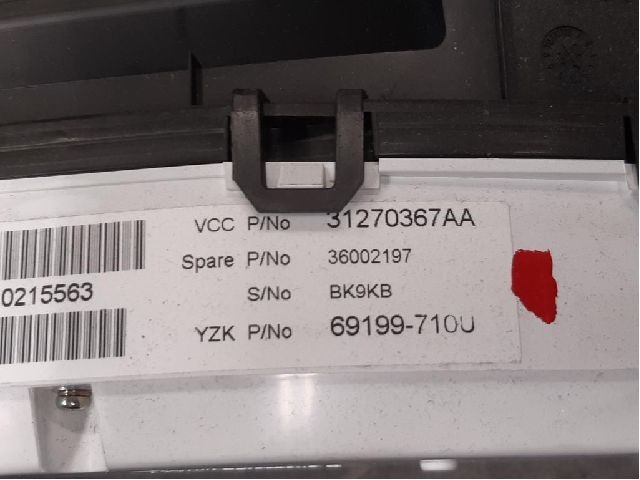 VCC P/No 31270367AA
Spare P/No 36002197
0215563
S/No BK9KB
YZK P/No 69199-710U